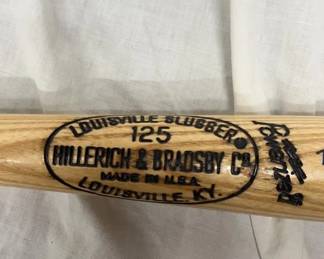 LOUISVILLE SLUGGER®
125
HILLERICH & BRADSBY Cº
MADE IN U.S.A.
LOUISVILLE, KY.
Powerized